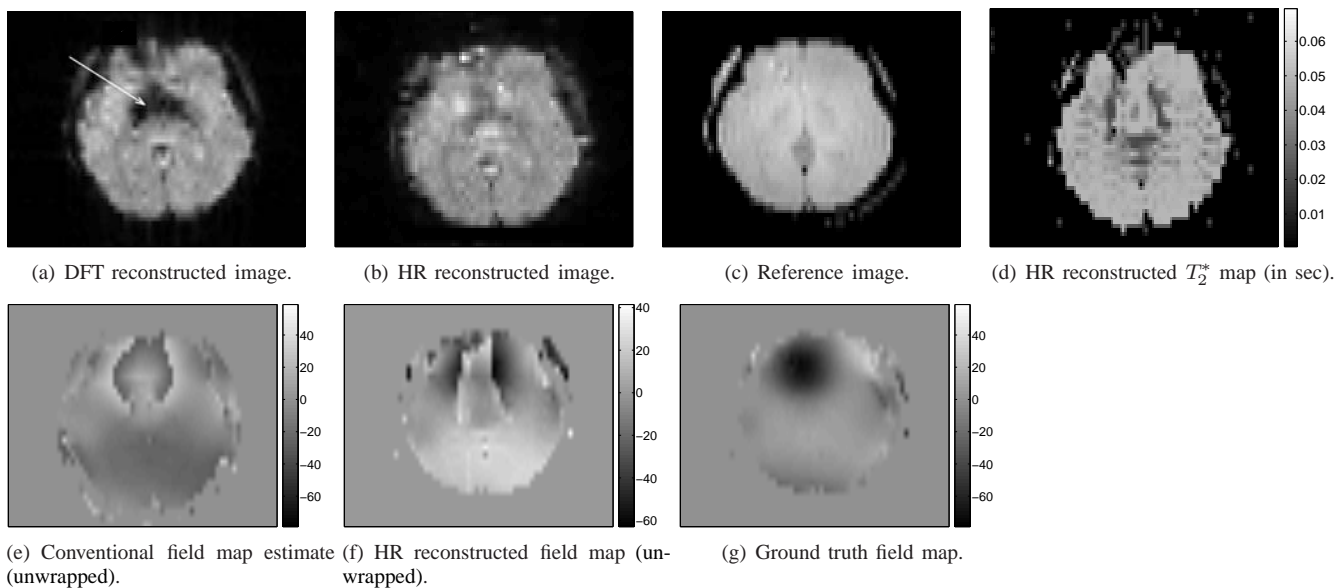 0.06
0.05
0.04
0.03
0.02
0.01
(a) DFT reconstructed image.
(b) HR reconstructed image.
(c) Reference image.
(d) HR reconstructed T₂* map (in sec).
40
20
0
−20
−40
−60
40
20
0
−20
−40
−60
40
20
0
−20
−40
−60
(e) Conventional field map estimate
(unwrapped).
(f) HR reconstructed field map (un-
wrapped).
(g) Ground truth field map.